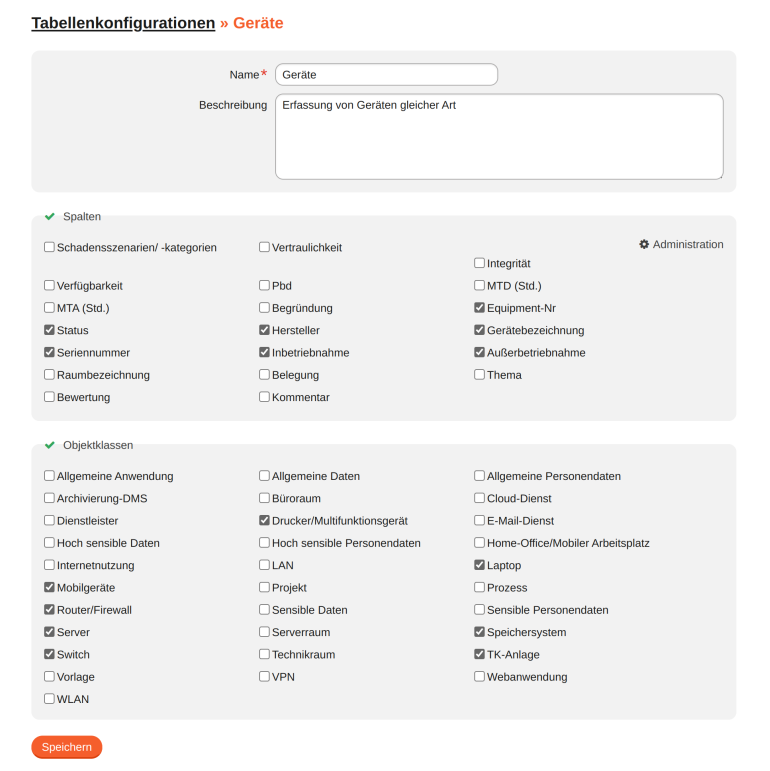 Tabellenkonfigurationen » Geräte
Name* Geräte
Beschreibung Erfassung von Geräten gleicher Art
Spalten
Schadensszenarien/ -kategorien Vertraulichkeit Administration
Integrität
Verfügbarkeit Pbd MTD (Std.)
MTA (Std.) Begründung Equipment-Nr
Status Hersteller Gerätebezeichnung
Seriennummer Inbetriebnahme Außerbetriebnahme
Raumbezeichnung Belegung Thema
Bewertung Kommentar
Objektklassen
Allgemeine Anwendung Allgemeine Daten Allgemeine Personendaten
Archivierung-DMS Büroraum Cloud-Dienst
Dienstleister Drucker/Multifunktionsgerät E-Mail-Dienst
Hoch sensible Daten Hoch sensible Personendaten Home-Office/Mobiler Arbeitsplatz
Internetnutzung LAN Laptop
Mobilgeräte Projekt Prozess
Router/Firewall Sensible Daten Sensible Personendaten
Server Serverraum Speichersystem
Switch Technikraum TK-Anlage
Vorlage VPN Webanwendung
WLAN
Speichern